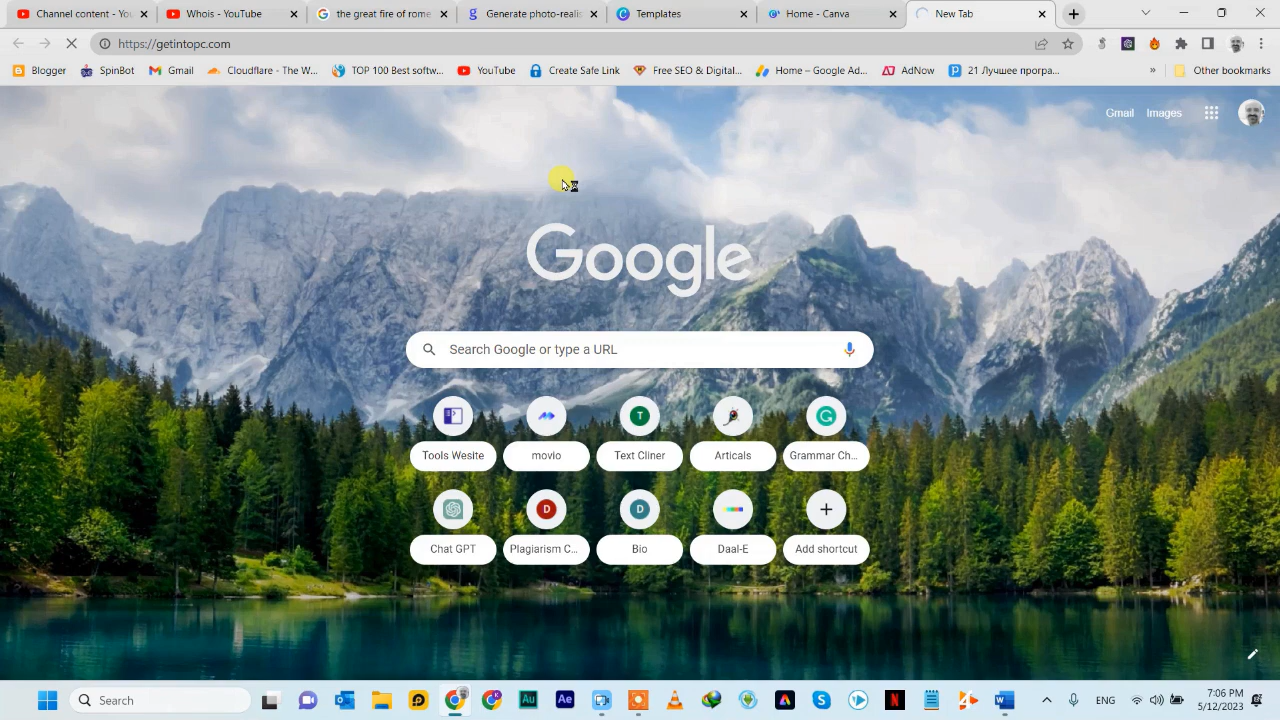 Channel content - You
Whois - YouTube
the great fire of rome
Generate photo-realis
Templates
Home - Canva
New Tab
https://getintopc.com
Blogge
SpinBot
Gmail
Cloudflare - The W...
TOP 100 Best softw...
YouTube
Create Safe Link
Free SEO & Digital...
Home – Google Ad...
AdNow
21 Лучшее програ...
»
Other bookmarks
Gmail
Images
Google
Search Google or type a URL
Tools Wesite
movio
Text Cliner
Articals
Grammar Ch...
Chat GPT
Plagiarism C...
Bio
Daal-E
Add shortcut
Search
ENG
7:05 PM
5/12/2023